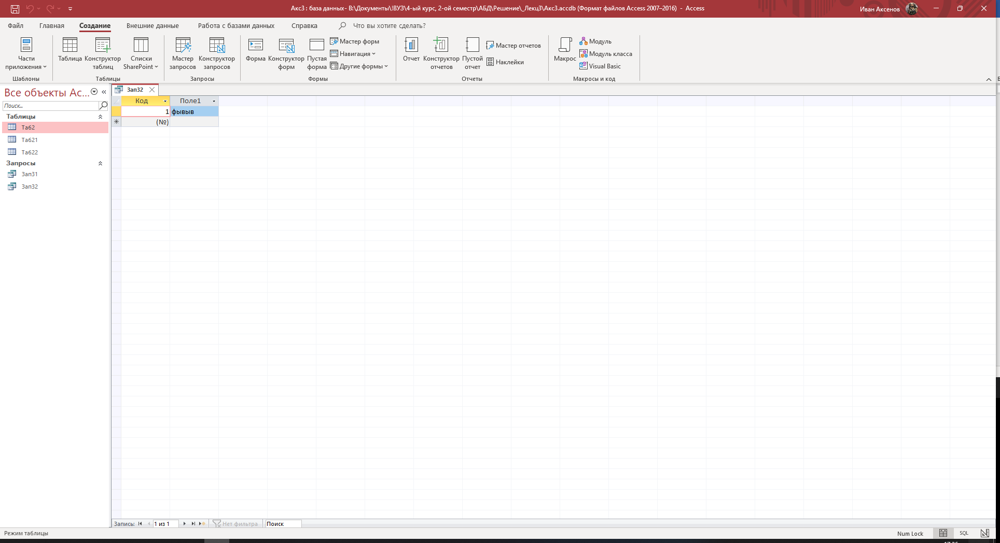 Акс3 : база данных- B:\Документы\!ВУЗ\4-ый курс, 2-ой семестр\АБД\Решение\_Лекц3\Акс3.accdb (Формат файлов Access 2007–2016) - Access
Иван Аксенов
Файл Главная Создание Внешние данные Работа с базами данных Справка Что вы хотите сделать?
Части приложения
Шаблоны
Таблица
Конструктор таблиц
Списки SharePoint
Таблицы
Мастер запросов
Конструктор запросов
Запросы
Форма
Конструктор форм
Пустая форма
Мастер форм
Навигация
Другие формы
Формы
Отчет
Конструктор отчетов
Пустой отчет
Мастер отчетов
Наклейки
Отчеты
Макрос
Модуль
Модуль класса
Visual Basic
Макросы и код
Все объекты Ac...
Поиск...
Таблицы
Таб2
Таб21
Таб22
Запросы
Зап31
Зап32
Зап32
Код Поле1
1 фывыв
(№)
Запись: 1 из 1 Нет фильтра Поиск
Режим таблицы
Num Lock
SQL